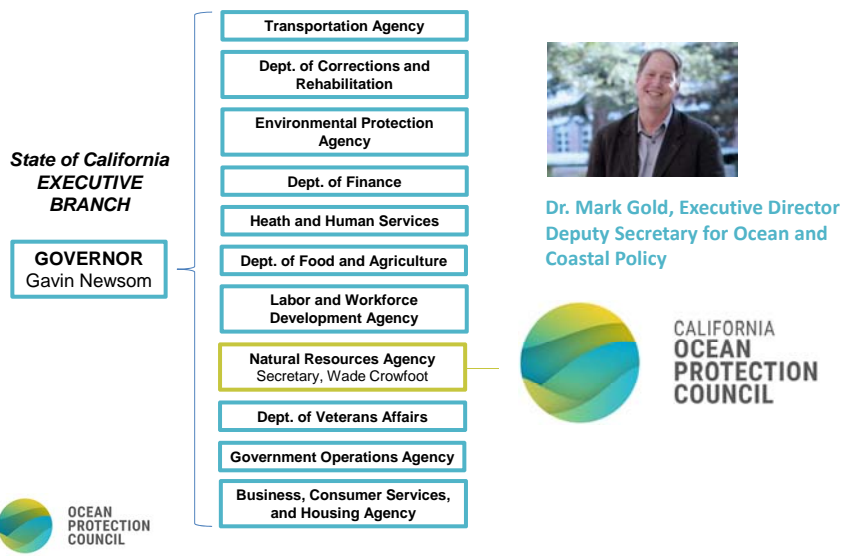 State of California
EXECUTIVE
BRANCH
GOVERNOR
Gavin Newsom
Transportation Agency
Dept. of Corrections and
Rehabilitation
Environmental Protection
Agency
Dept. of Finance
Heath and Human Services
Dept. of Food and Agriculture
Labor and Workforce
Development Agency
Natural Resources Agency
Secretary, Wade Crowfoot
Dept. of Veterans Affairs
Government Operations Agency
Business, Consumer Services,
and Housing Agency
Dr. Mark Gold, Executive Director
Deputy Secretary for Ocean and
Coastal Policy
CALIFORNIA
OCEAN
PROTECTION
COUNCIL
OCEAN
PROTECTION
COUNCIL